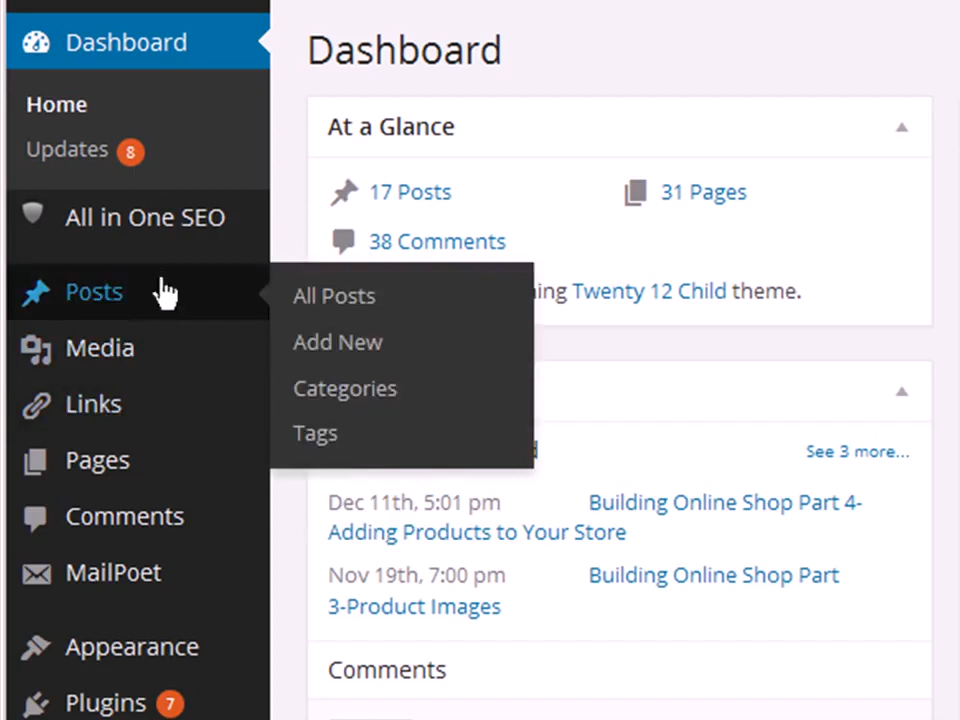 Dashboard
Home
Updates 8
All in One SEO
Posts
Media
Links
Pages
Comments
MailPoet
Appearance
Plugins 7
All Posts
Add New
Categories
Tags
Dashboard
At a Glance
17 Posts 31 Pages
38 Comments
Twenty 12 Child theme.
See 3 more...
Dec 11th, 5:01 pm Building Online Shop Part 4-
Adding Products to Your Store
Nov 19th, 7:00 pm Building Online Shop Part
3-Product Images
Comments